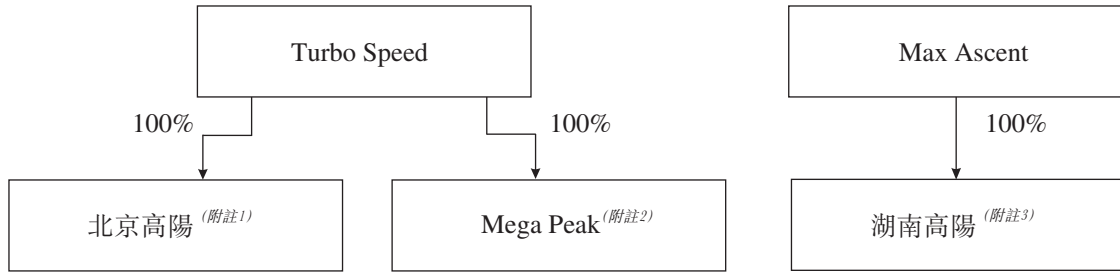 Turbo Speed
Max Ascent
100%
100%
100%
北京高陽(附註1)
Mega Peak(附註2)
湖南高陽(附註3)